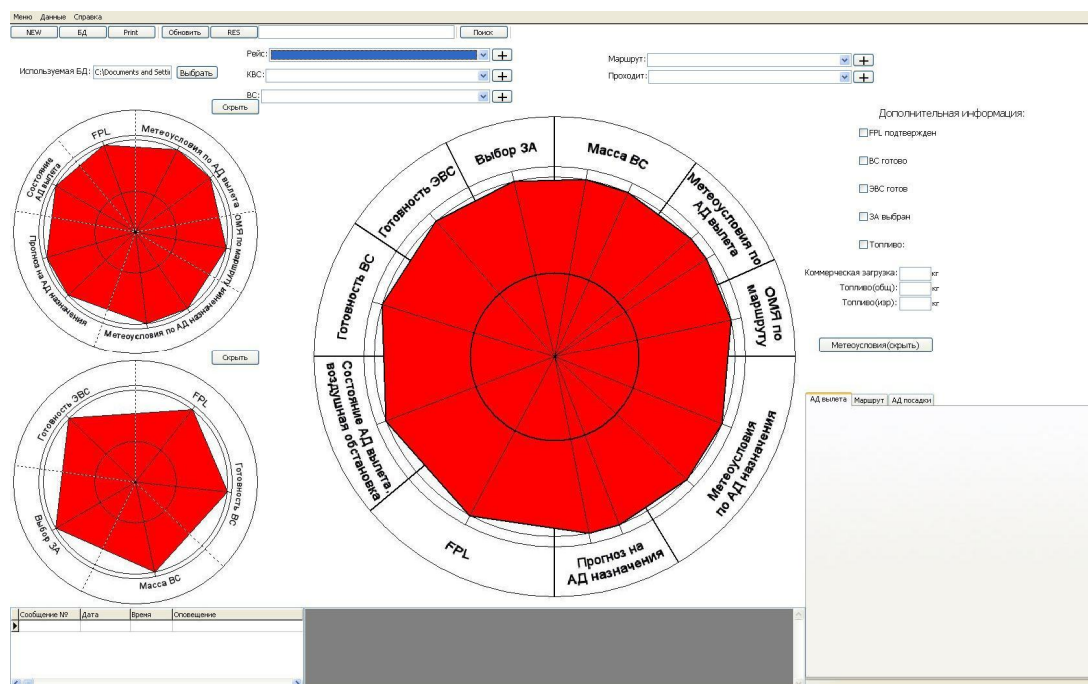 Меню Данные Справка
NEW БД Print Обновить RES Поиск
Рейс:
Маршрут:
Используемая БД: C:\Documents and Settin Выбрать
КВС:
Проходит:
ВС:
Скрыть
FPL
Метеоусловия по АД вылета
ОМЯ по маршруту
Метеоусловия по АД назначения
Прогноз на АД назначения
Состояние
АД вылета
Скрыть
Готовность ЭВС
FPL
Готовность ВС
Масса ВС
Выбор ЗА
Выбор ЗА
Масса ВС
Метеоусловия по
АД вылета
ОМЯ по
маршруту
Метеоусловия
по АД назначения
Прогноз на
АД назначения
FPL
Состояние АД вылета,
воздушная обстановка
Готовность ВС
Готовность ЭВС
Дополнительная информация:
FPL подтвержден
ВС готово
ЭВС готов
ЗА выбран
Топливо:
Коммерческая загрузка: кг
Топливо(общ): кг
Топливо(изр): кг
Метеоусловия(скрыть)
АД вылета Маршрут АД посадки
Сообщение № Дата Время Оповещение